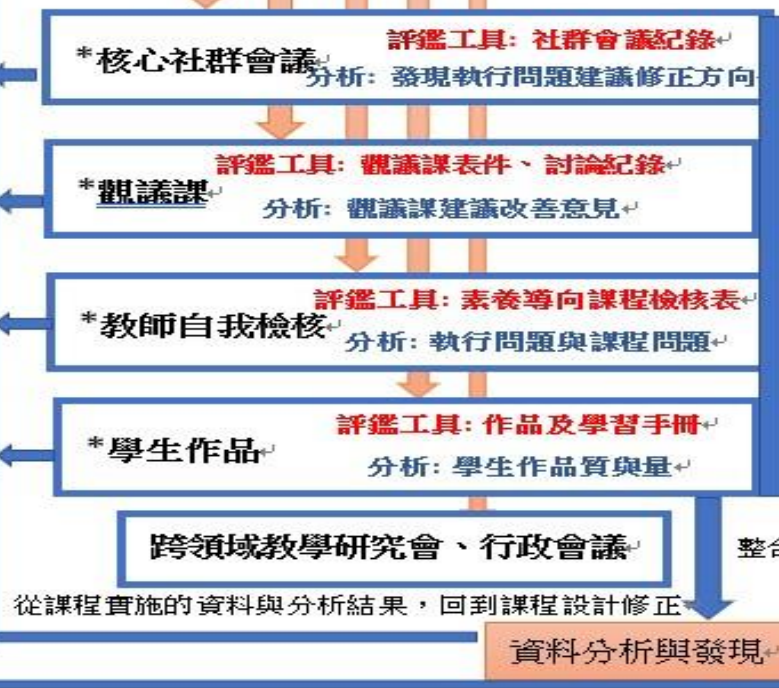 評鑑工具: 社群會議紀錄
*核心社群會議
分析: 發現執行問題建議修正方向
評鑑工具: 觀議課表件、討論紀錄
*觀議課
分析: 觀議課建議改善意見
評鑑工具: 素養導向課程檢核表
*教師自我檢核
分析: 執行問題與課程問題
評鑑工具: 作品及學習手冊
*學生作品
分析: 學生作品質與量
跨領域教學研究會、行政會議
整合
從課程實施的資料與分析結果，回到課程設計修正
資料分析與發現